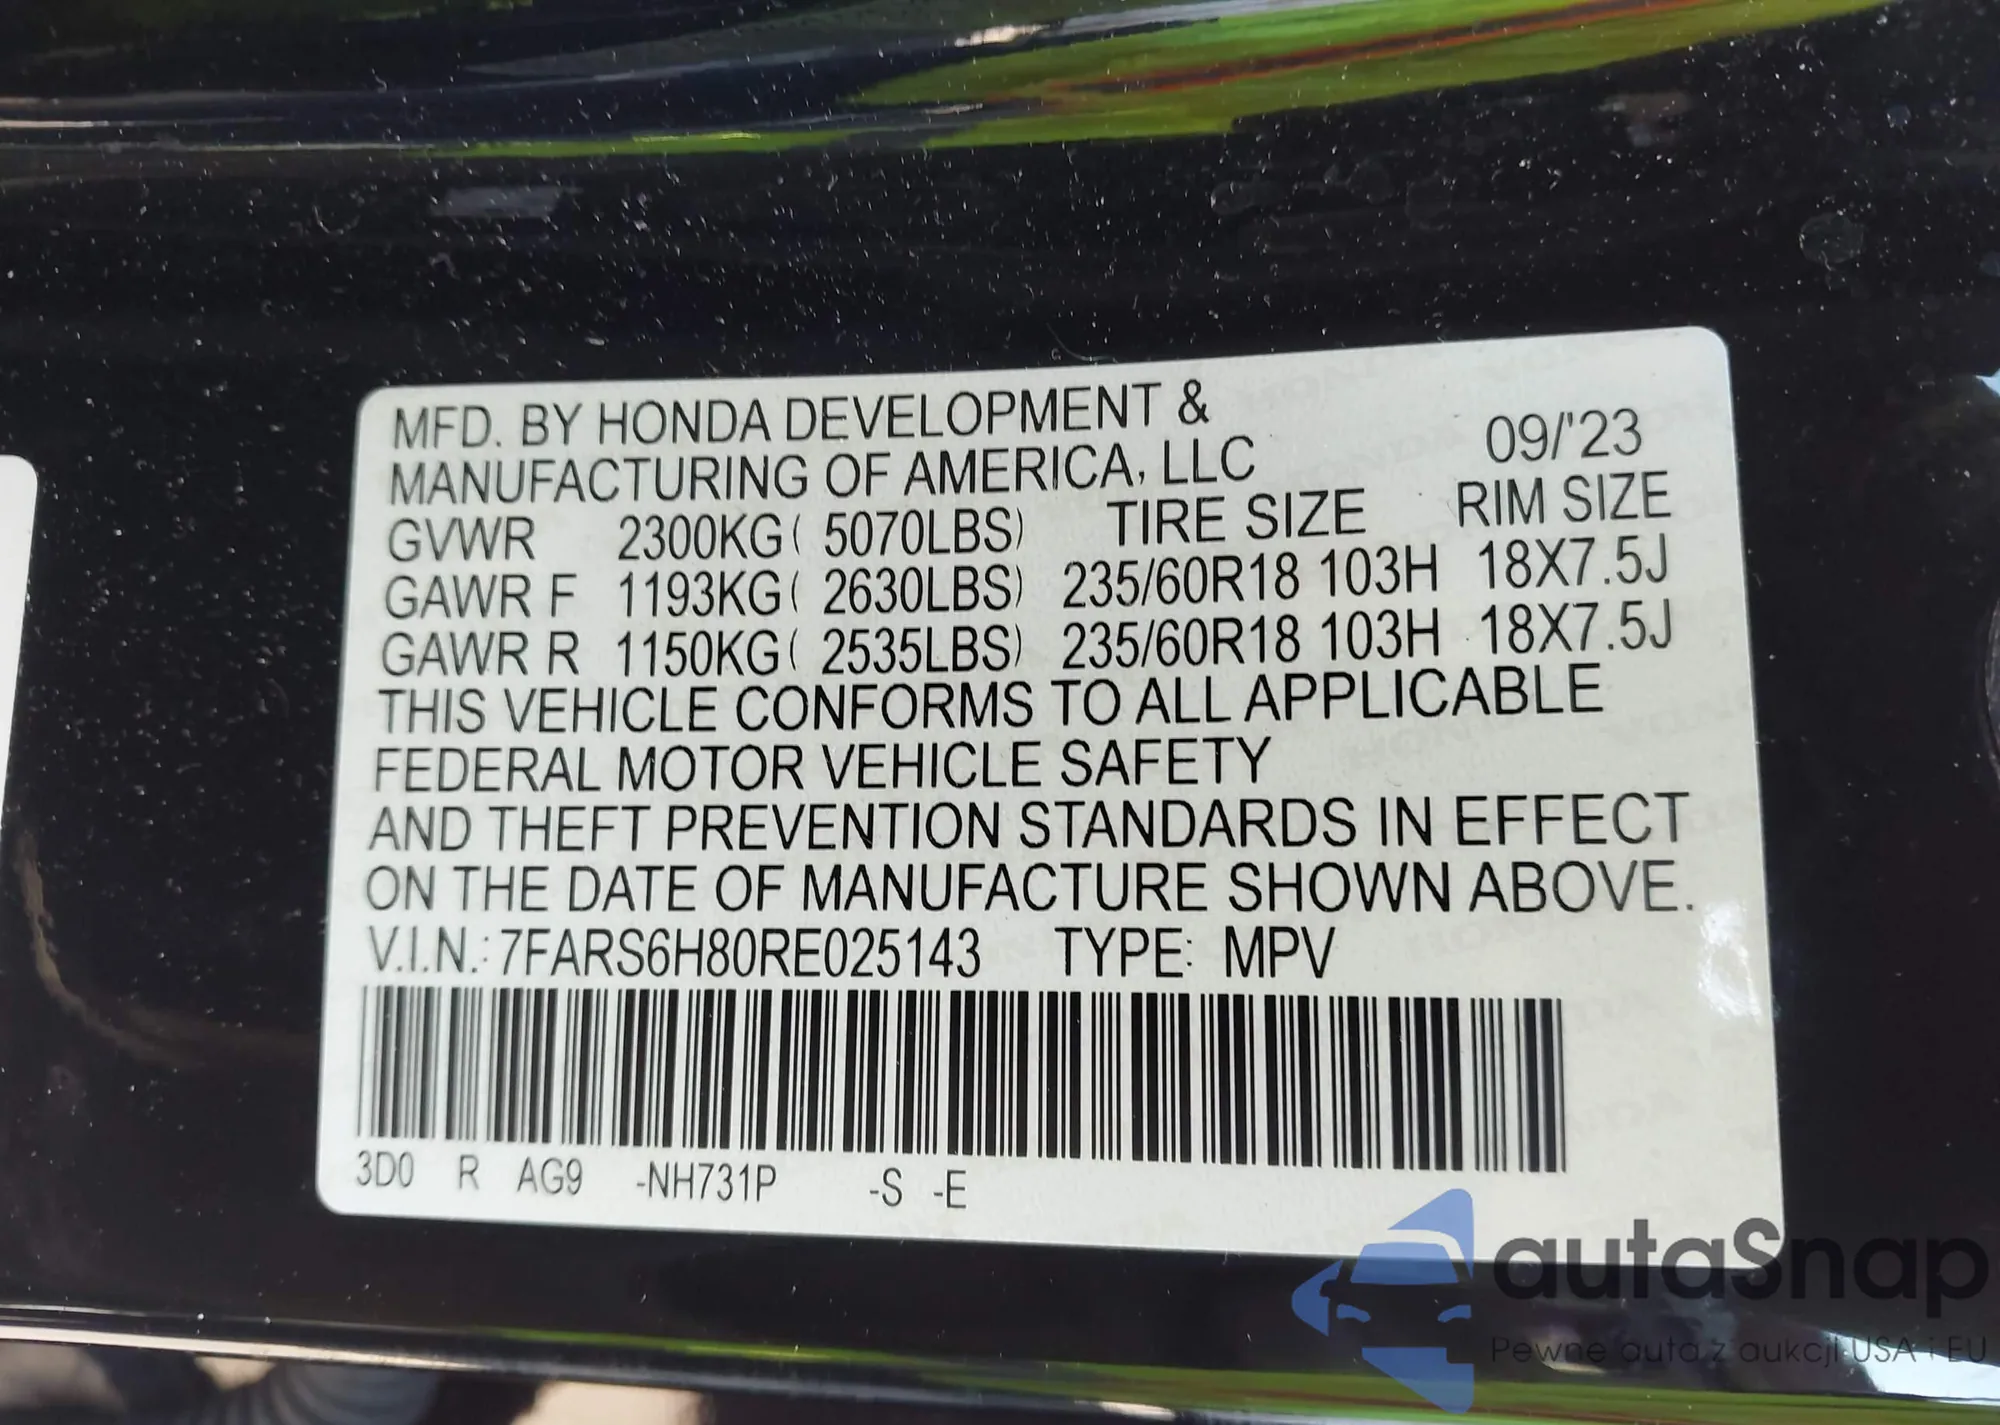 MFD. BY HONDA DEVELOPMENT &
MANUFACTURING OF AMERICA, LLC 09/'23
GVWR 2300KG( 5070LBS) TIRE SIZE RIM SIZE
GAWR F 1193KG( 2630LBS) 235/60R18 103H 18X7.5J
GAWR R 1150KG( 2535LBS) 235/60R18 103H 18X7.5J
THIS VEHICLE CONFORMS TO ALL APPLICABLE
FEDERAL MOTOR VEHICLE SAFETY
AND THEFT PREVENTION STANDARDS IN EFFECT
ON THE DATE OF MANUFACTURE SHOWN ABOVE.
V.I.N.: 7FARS6H80RE025143 TYPE: MPV
3D0 R AG9 -NH731P -S -E
autaSnap
Pewne auta z aukcji USA i EU